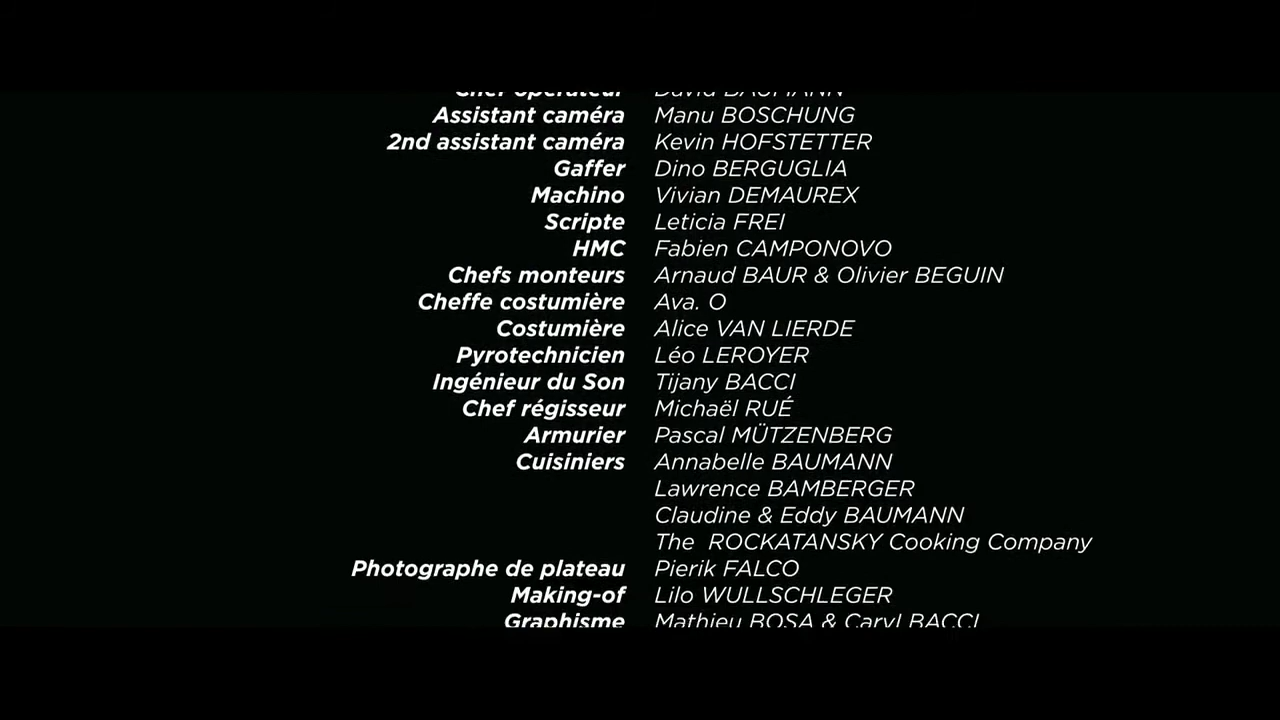 Chef opérateur David BAUMANN
Assistant caméra Manu BOSCHUNG
2nd assistant caméra Kevin HOFSTETTER
Gaffer Dino BERGUGLIA
Machino Vivian DEMAUREX
Scripte Leticia FREI
HMC Fabien CAMPONOVO
Chefs monteurs Arnaud BAUR & Olivier BEGUIN
Cheffe costumière Ava. O
Costumière Alice VAN LIERDE
Pyrotechnicien Léo LEROYER
Ingénieur du Son Tijany BACCI
Chef régisseur Michaël RUÉ
Armurier Pascal MÜTZENBERG
Cuisiniers Annabelle BAUMANN
Lawrence BAMBERGER
Claudine & Eddy BAUMANN
The ROCKATANSKY Cooking Company
Photographe de plateau Pierik FALCO
Making-of Lilo WULLSCHLEGER
Graphisme Mathieu BOSA & Caryl BACCI